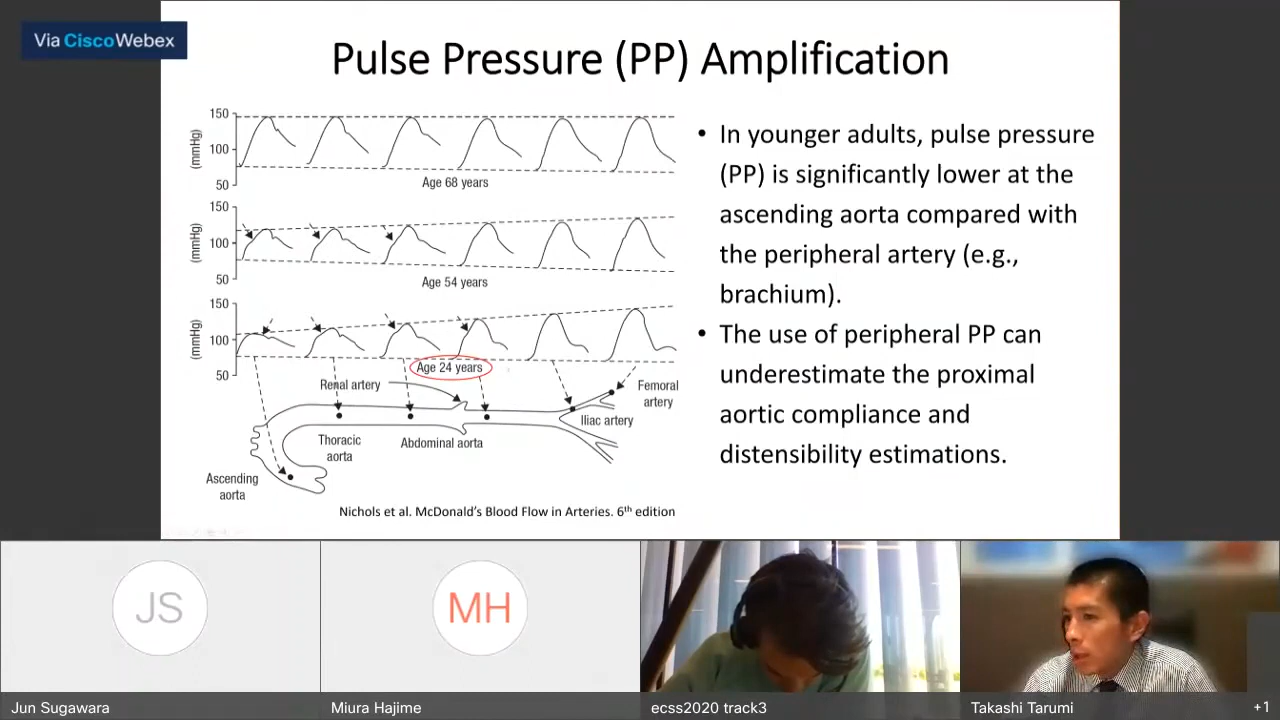 Via Cisco Webex
Pulse Pressure (PP) Amplification
150
100
50
(mmHg)
Age 68 years
150
100
50
(mmHg)
Age 54 years
150
100
50
(mmHg)
Age 24 years
Renal artery
Femoral
artery
Iliac artery
Thoracic
aorta
Abdominal aorta
Ascending
aorta
Nichols et al. McDonald's Blood Flow in Arteries. 6th edition
• In younger adults, pulse pressure
(PP) is significantly lower at the
ascending aorta compared with
the peripheral artery (e.g.,
brachium).
• The use of peripheral PP can
underestimate the proximal
aortic compliance and
distensibility estimations.
JS
MH
Jun Sugawara
Miura Hajime
ecss2020 track3
Takashi Tarumi
+1